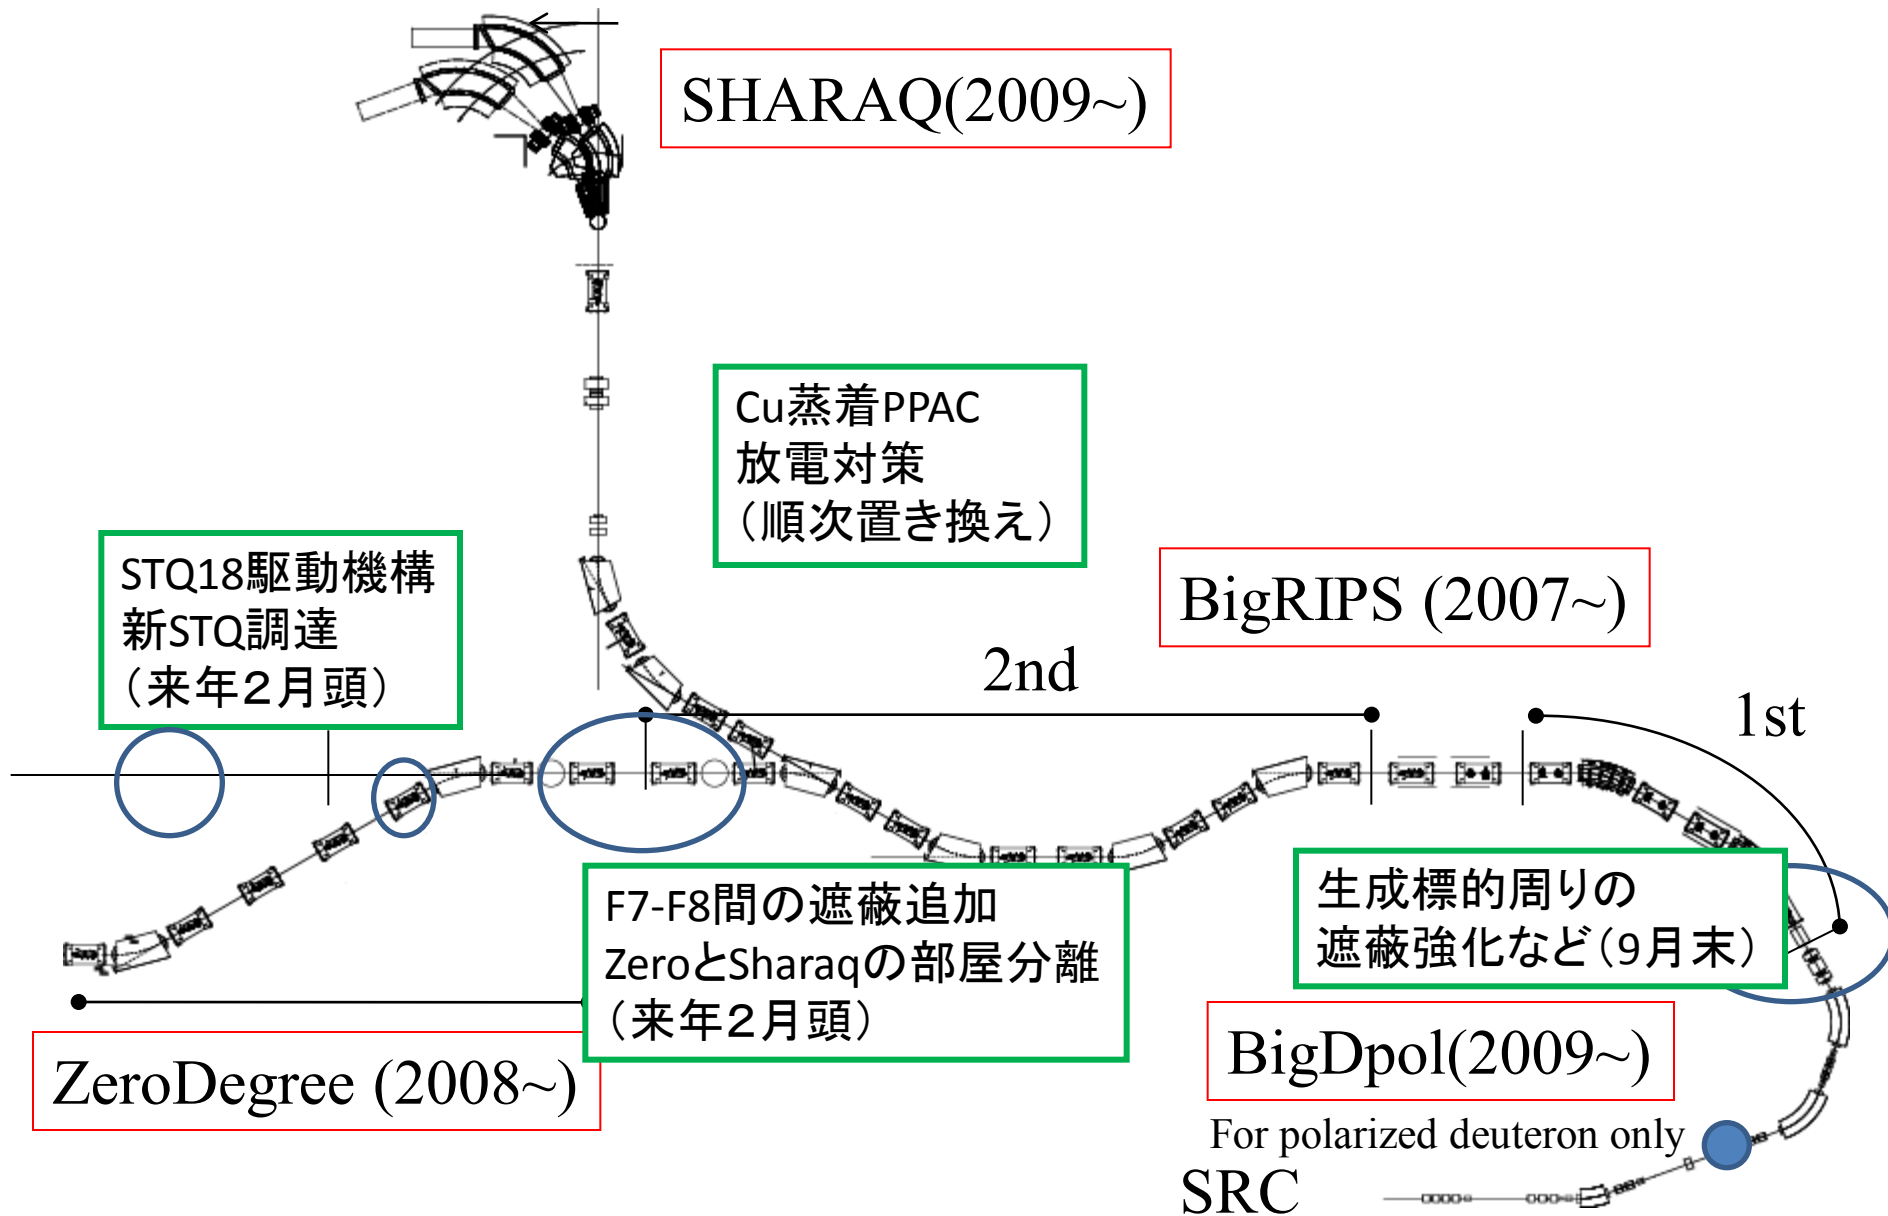 SHARAQ(2009~)
Cu蒸着PPAC
放電対策
（順次置き換え）
STQ18駆動機構
新STQ調達
（来年２月頭）
BigRIPS (2007~)
2nd
1st
F7-F8間の遮蔽追加
ZeroとSharaqの部屋分離
（来年２月頭）
生成標的周りの
遮蔽強化など（9月末）
ZeroDegree (2008~)
BigDpol(2009~)
For polarized deuteron only
SRC